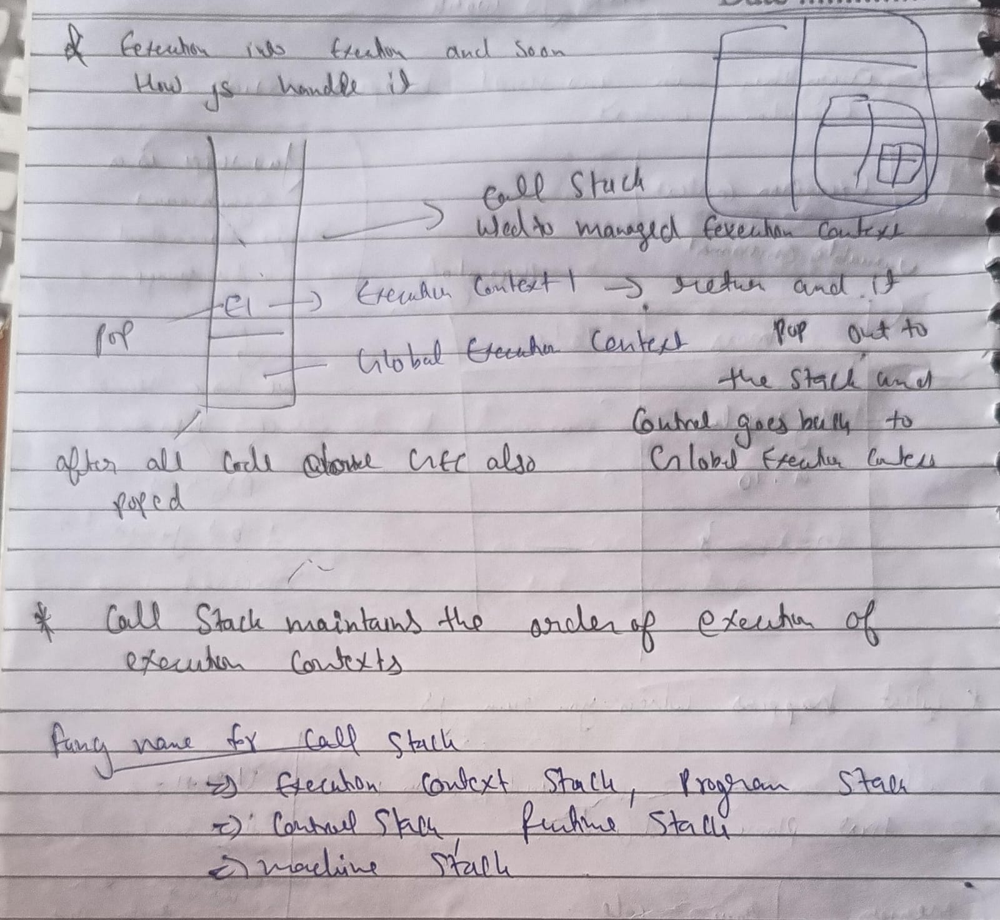 * Execution into Execution and so on
How JS handle it
Call Stack
Used to managed Execution Context
E1 → Execution Context 1 → return and it
pop
Global Execution Context pop out to
the stack and
Control goes back to
Global Execution Context
after all code above GEC also
poped
* Call Stack maintains the order of execution of
execution contexts
Fancy name for Call Stack
⇒ Execution Context Stack, Program Stack
⇒ Control Stack, Runtime Stack
⇒ machine Stack